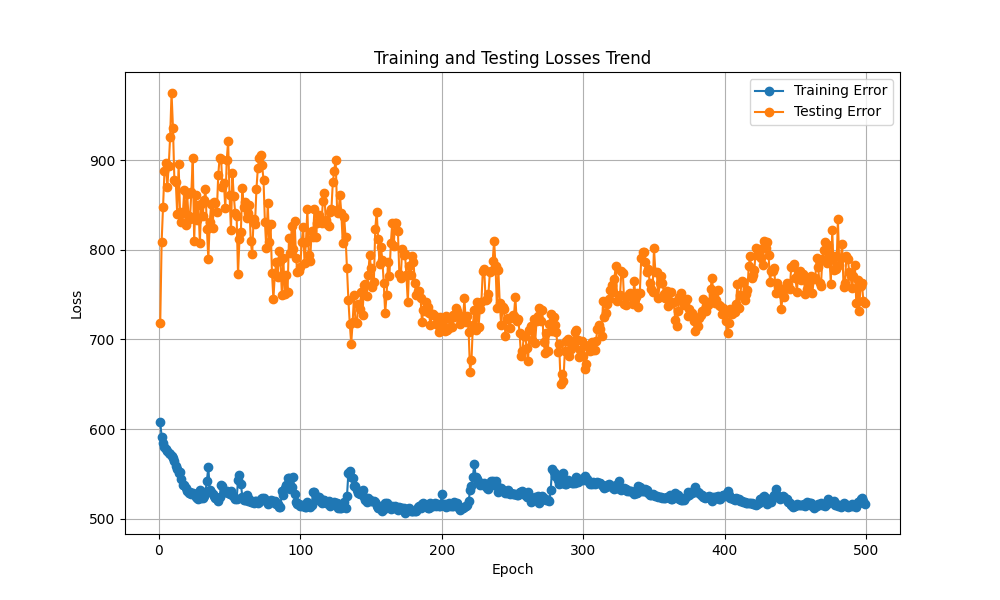 Training and Testing Losses Trend
Training Error
Testing Error
900
800
700
600
500
Loss
0
100
200
300
400
500
Epoch